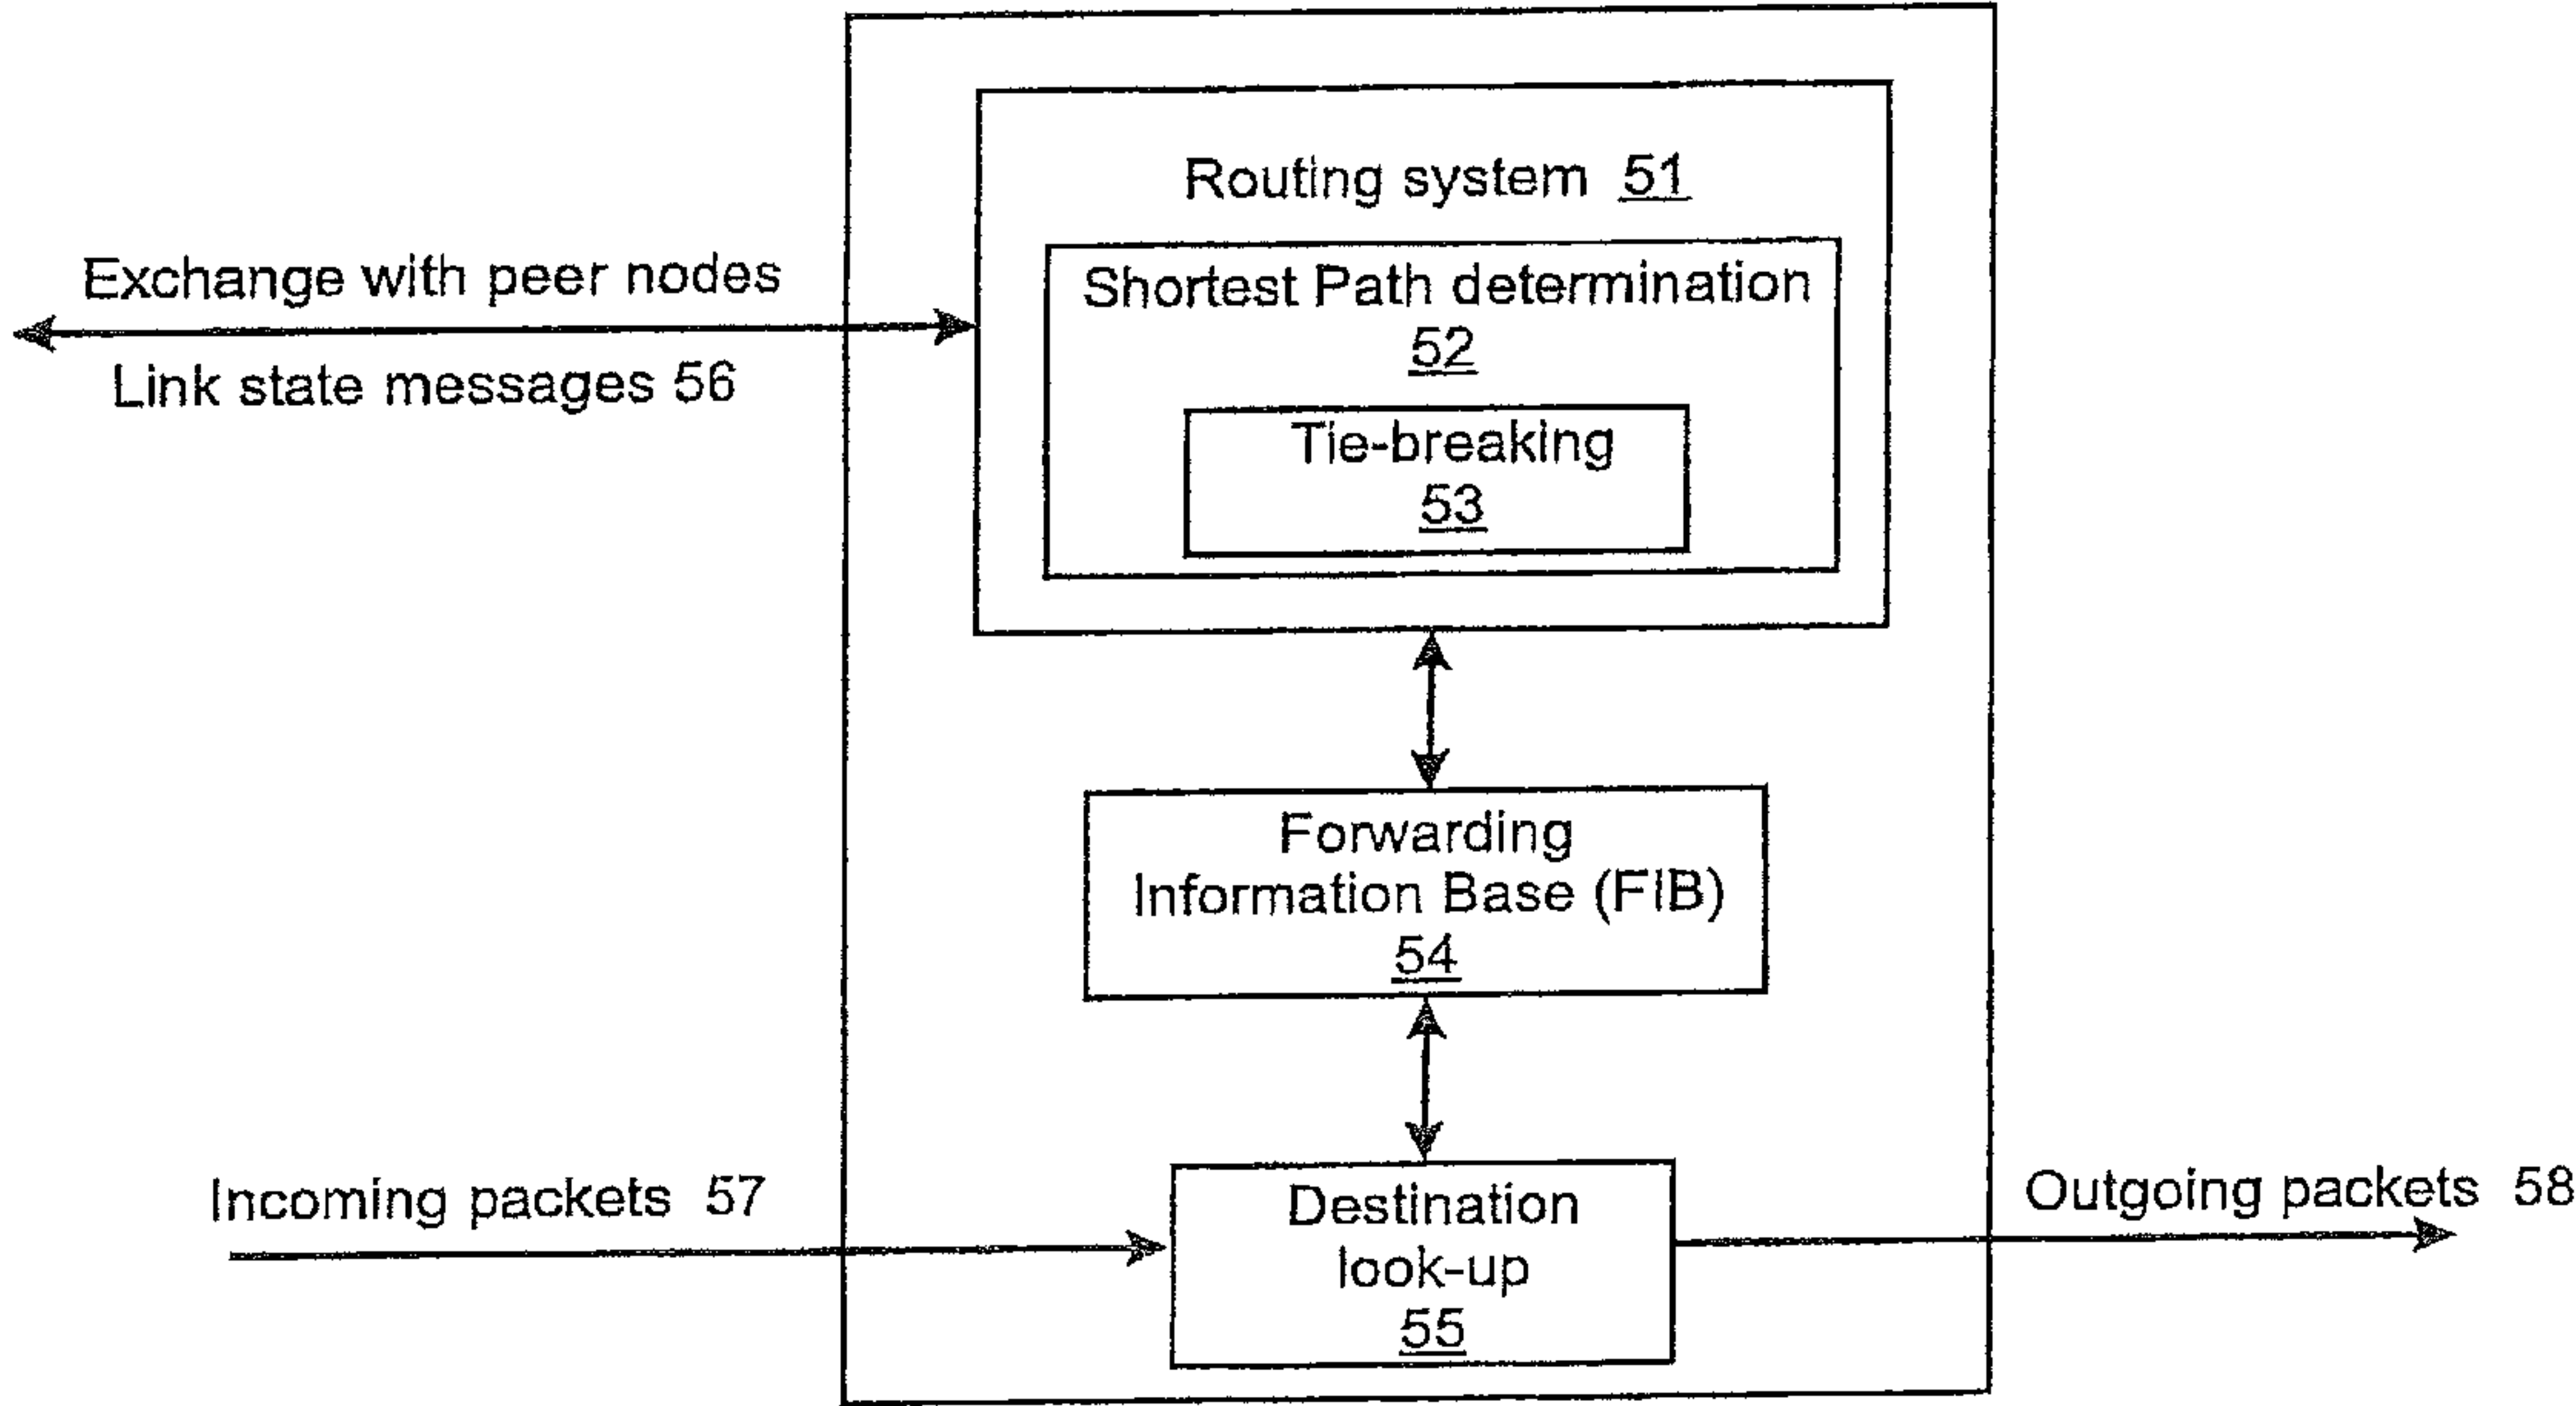 Routing system 51
Exchange with peer nodes
Link state messages 56
Shortest Path determination
52
Tie-breaking
53
Forwarding
Information Base (FIB)
54
Incoming packets 57
Destination
look-up
55
Outgoing packets 58